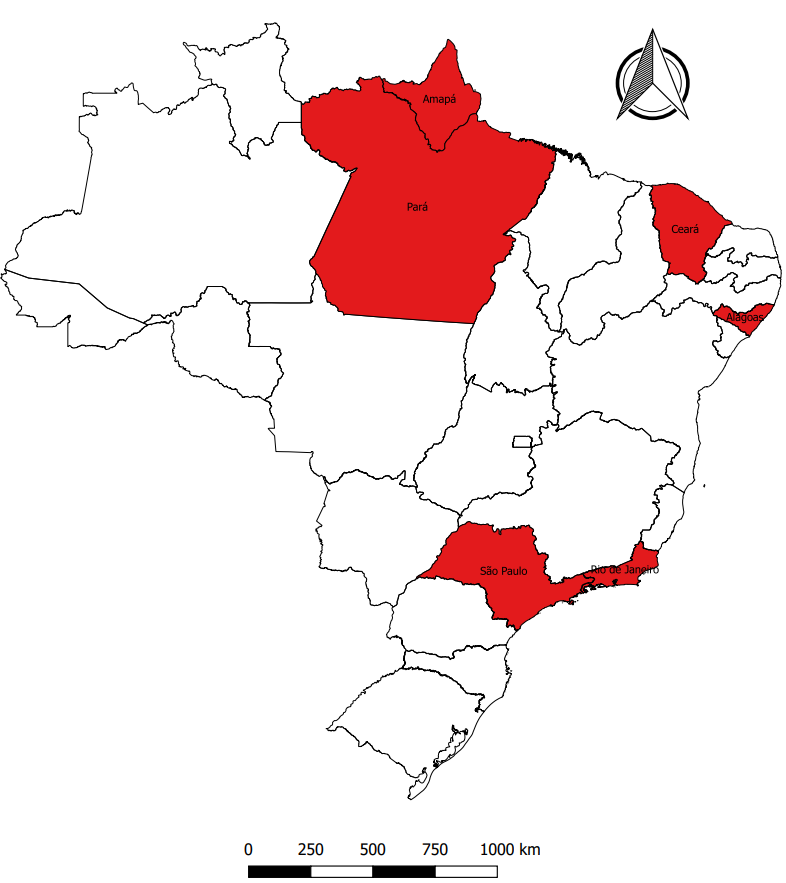 Amapá
Pará
Ceará
Alagoas
São Paulo
Rio de Janeiro
0 250 500 750 1000 km